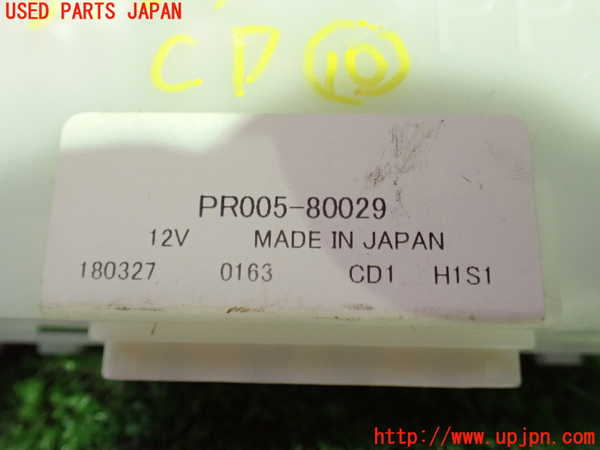 USED PARTS JAPAN
PP
CD 10
PR005-80029
12V MADE IN JAPAN
180327 0163 CD1 H1S1
http://www.upjpn.com